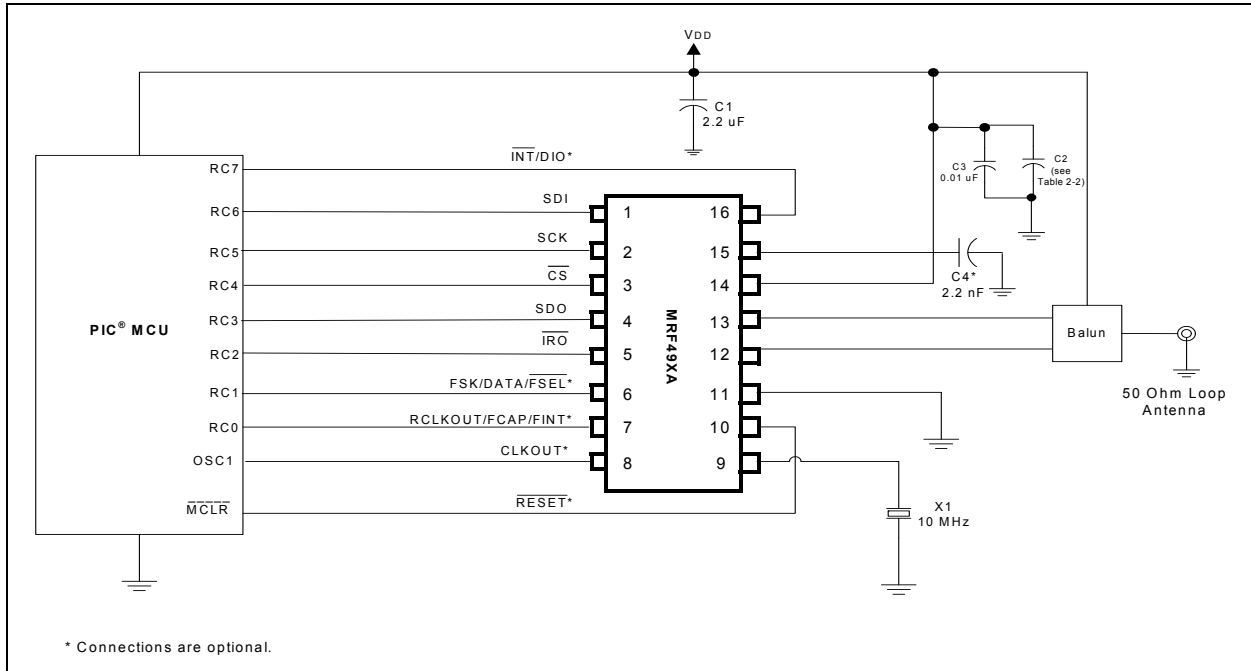 VDD
C1
2.2 uF
C3
0.01 uF
C2
(see
Table 2-2)
PIC® MCU
RC7
RC6
RC5
RC4
RC3
RC2
RC1
RC0
OSC1
MCLR
INT/DIO*
SDI
SCK
CS
SDO
IRO
FSK/DATA/FSEL*
RCLKOUT/FCAP/FINT*
CLKOUT*
RESET*
1
2
3
4
5
6
7
8
MRF49XA
16
15
14
13
12
11
10
9
C4*
2.2 nF
Balun
50 Ohm Loop
Antenna
X1
10 MHz
* Connections are optional.